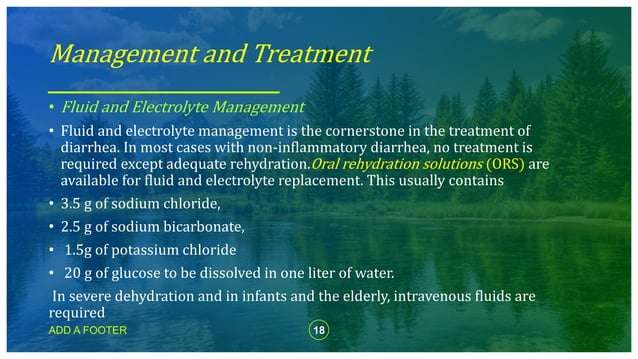 Management and Treatment
• Fluid and Electrolyte Management
• Fluid and electrolyte management is the cornerstone in the treatment of
diarrhea. In most cases with non-inflammatory diarrhea, no treatment is
required except adequate rehydration.Oral rehydration solutions (ORS) are
available for fluid and electrolyte replacement. This usually contains
• 3.5 g of sodium chloride,
• 2.5 g of sodium bicarbonate,
• 1.5g of potassium chloride
• 20 g of glucose to be dissolved in one liter of water.
In severe dehydration and in infants and the elderly, intravenous fluids are
required
ADD A FOOTER 18